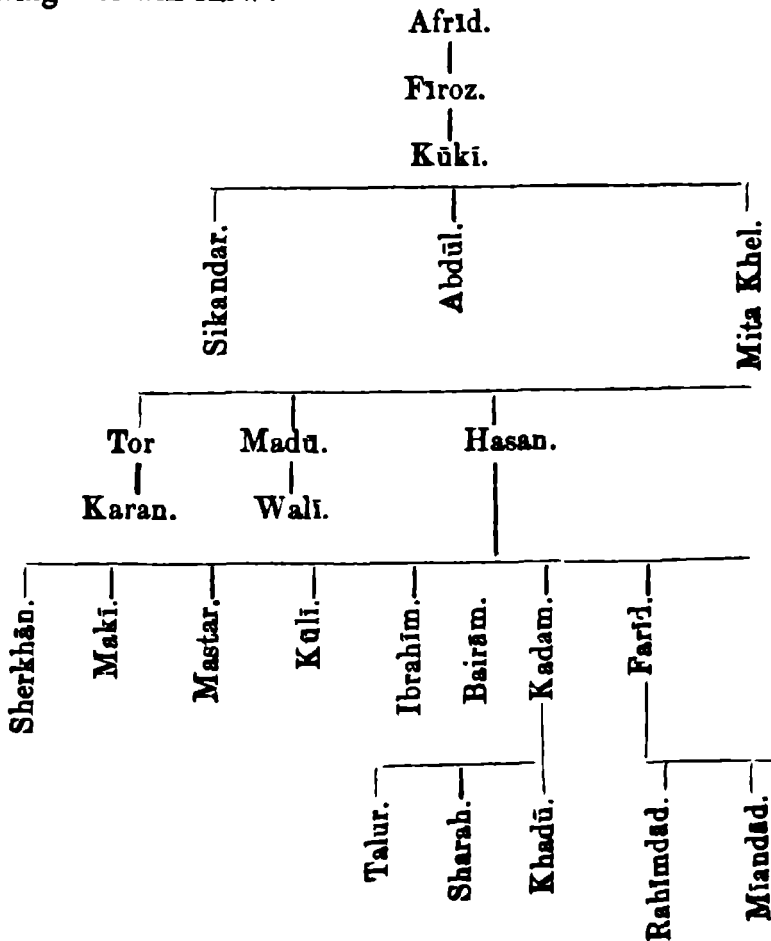 Afrīd.
Fīroz.
Kūkī.
Sikandar.
Abdūl.
Mita Khel.
Tor
Madū.
Hasan.
Karan.
Walī.
Sherkhān.
Makī.
Mastar.
Kūlī.
Ibrahīm.
Bairām.
Kadam.
Farīd.
Talur.
Sharah.
Khadū.
Rahīmdād.
Miandād.